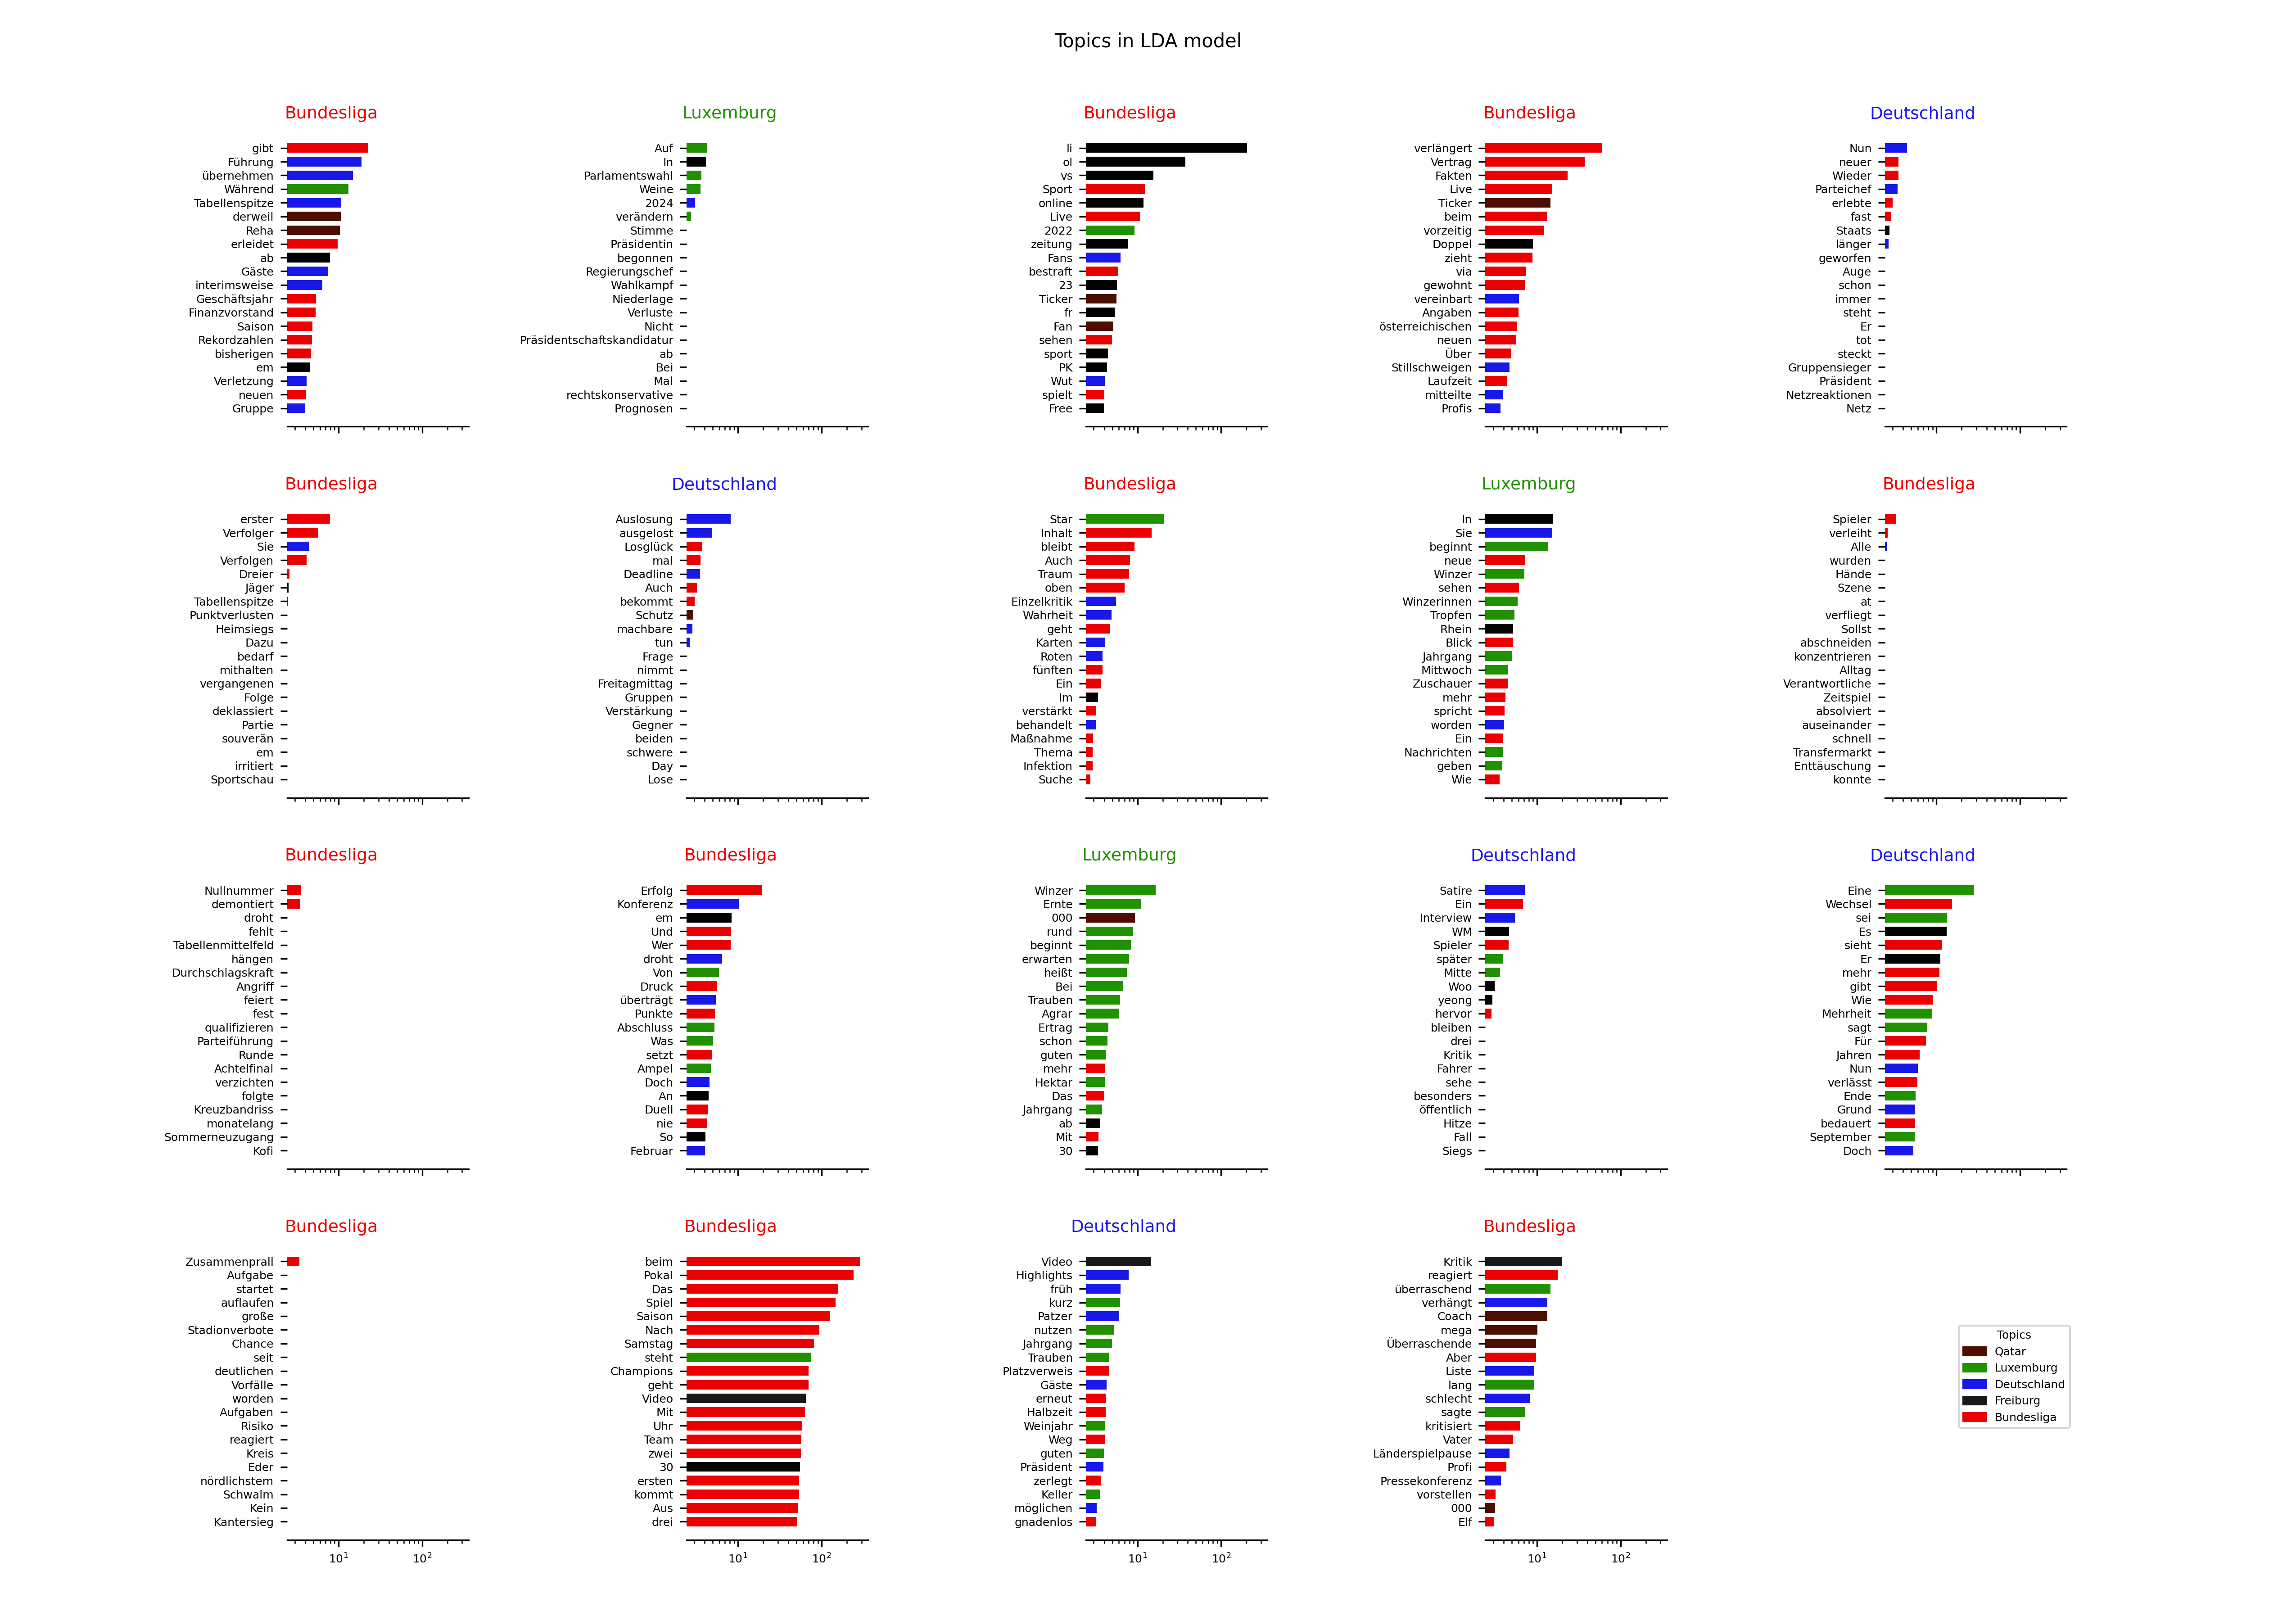 Topics in LDA model
Bundesliga
gibt
Führung
übernehmen
Während
Tabellenspitze
derweil
Reha
erleidet
ab
Gäste
interimsweise
Geschäftsjahr
Finanzvorstand
Saison
Rekordzahlen
bisherigen
em
Verletzung
neuen
Gruppe
Luxemburg
Auf
In
Parlamentswahl
Weine
2024
verändern
Stimme
Präsidentin
begonnen
Regierungschef
Wahlkampf
Niederlage
Verluste
Nicht
Präsidentschaftskandidatur
ab
Bei
Mal
rechtskonservative
Prognosen
Bundesliga
li
ol
vs
Sport
online
Live
2022
zeitung
Fans
bestraft
23
Ticker
fr
Fan
sehen
sport
PK
Wut
spielt
Free
Bundesliga
verlängert
Vertrag
Fakten
Live
Ticker
beim
vorzeitig
Doppel
zieht
via
gewohnt
vereinbart
Angaben
österreichischen
neuen
Über
Stillschweigen
Laufzeit
mitteilte
Profis
Deutschland
Nun
neuer
Wieder
Parteichef
erlebte
fast
Staats
länger
geworfen
Auge
schon
immer
steht
Er
tot
steckt
Gruppensieger
Präsident
Netzreaktionen
Netz
Bundesliga
erster
Verfolger
Sie
Verfolgen
Dreier
Jäger
Tabellenspitze
Punktverlusten
Heimsiegs
Dazu
bedarf
mithalten
vergangenen
Folge
deklassiert
Partie
souverän
em
irritiert
Sportschau
Deutschland
Auslosung
ausgelost
Losglück
mal
Deadline
Auch
bekommt
Schutz
machbare
tun
Frage
nimmt
Freitagmittag
Gruppen
Verstärkung
Gegner
beiden
schwere
Day
Lose
Bundesliga
Star
Inhalt
bleibt
Auch
Traum
oben
Einzelkritik
Wahrheit
geht
Karten
Roten
fünften
Ein
Im
verstärkt
behandelt
Maßnahme
Thema
Infektion
Suche
Luxemburg
In
Sie
beginnt
neue
Winzer
sehen
Winzerinnen
Tropfen
Rhein
Blick
Jahrgang
Mittwoch
Zuschauer
mehr
spricht
worden
Ein
Nachrichten
geben
Wie
Bundesliga
Spieler
verleiht
Alle
wurden
Hände
Szene
at
verfliegt
Sollst
abschneiden
konzentrieren
Alltag
Verantwortliche
Zeitspiel
absolviert
auseinander
schnell
Transfermarkt
Enttäuschung
konnte
Bundesliga
Nullnummer
demontiert
droht
fehlt
Tabellenmittelfeld
hängen
Durchschlagskraft
Angriff
feiert
fest
qualifizieren
Parteiführung
Runde
Achtelfinal
verzichten
folgte
Kreuzbandriss
monatelang
Sommerneuzugang
Kofi
Bundesliga
Erfolg
Konferenz
em
Und
Wer
droht
Von
Druck
überträgt
Punkte
Abschluss
Was
setzt
Ampel
Doch
An
Duell
nie
So
Februar
Luxemburg
Winzer
Ernte
000
rund
beginnt
erwarten
heißt
Bei
Trauben
Agrar
Ertrag
schon
guten
mehr
Hektar
Das
Jahrgang
ab
Mit
30
Deutschland
Satire
Ein
Interview
WM
Spieler
später
Mitte
Woo
yeong
hervor
bleiben
drei
Kritik
Fahrer
sehe
besonders
öffentlich
Hitze
Fall
Siegs
Deutschland
Eine
Wechsel
sei
Es
sieht
Er
mehr
gibt
Wie
Mehrheit
sagt
Für
Jahren
Nun
verlässt
Ende
Grund
bedauert
September
Doch
Bundesliga
Zusammenprall
Aufgabe
startet
auflaufen
große
Stadionverbote
Chance
seit
deutlichen
Vorfälle
worden
Aufgaben
Risiko
reagiert
Kreis
Eder
nördlichstem
Schwalm
Kein
Kantersieg
10¹ 10²
Bundesliga
beim
Pokal
Das
Spiel
Saison
Nach
Samstag
steht
Champions
geht
Video
Mit
Uhr
Team
zwei
30
ersten
kommt
Aus
drei
10¹ 10²
Deutschland
Video
Highlights
früh
kurz
Patzer
nutzen
Jahrgang
Trauben
Platzverweis
Gäste
erneut
Halbzeit
Weinjahr
Weg
guten
Präsident
zerlegt
Keller
möglichen
gnadenlos
10¹ 10²
Bundesliga
Kritik
reagiert
überraschend
verhängt
Coach
mega
Überraschende
Aber
Liste
lang
schlecht
sagte
kritisiert
Vater
Länderspielpause
Profi
Pressekonferenz
vorstellen
000
Elf
10¹ 10²
Topics
Qatar
Luxemburg
Deutschland
Freiburg
Bundesliga